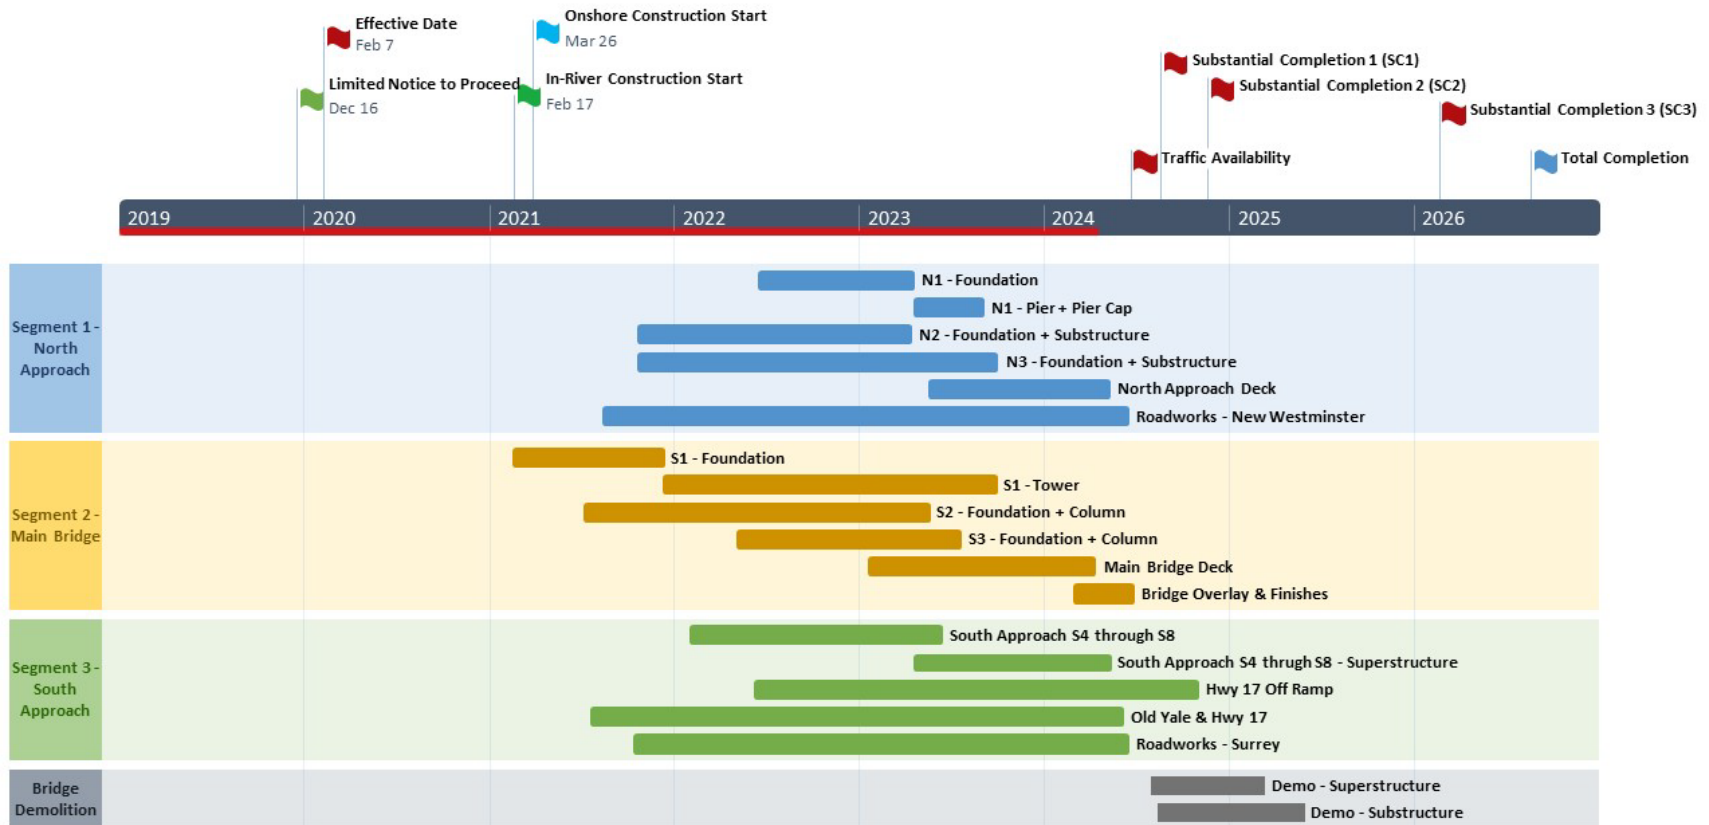 Onshore Construction Start
Mar 26
Effective Date
Feb 7
Substantial Completion 1 (SC1)
In-River Construction Start
Feb 17
Limited Notice to Proceed
Dec 16
Substantial Completion 2 (SC2)
Substantial Completion 3 (SC3)
Traffic Availability
Total Completion
2019 2020 2021 2022 2023 2024 2025 2026
Segment 1 -
North
Approach
N1 - Foundation
N1 - Pier + Pier Cap
N2 - Foundation + Substructure
N3 - Foundation + Substructure
North Approach Deck
Roadworks - New Westminster
Segment 2 -
Main Bridge
S1 - Foundation
S1 - Tower
S2 - Foundation + Column
S3 - Foundation + Column
Main Bridge Deck
Bridge Overlay & Finishes
Segment 3 -
South
Approach
South Approach S4 through S8
South Approach S4 thrugh S8 - Superstructure
Hwy 17 Off Ramp
Old Yale & Hwy 17
Roadworks - Surrey
Bridge
Demolition
Demo - Superstructure
Demo - Substructure